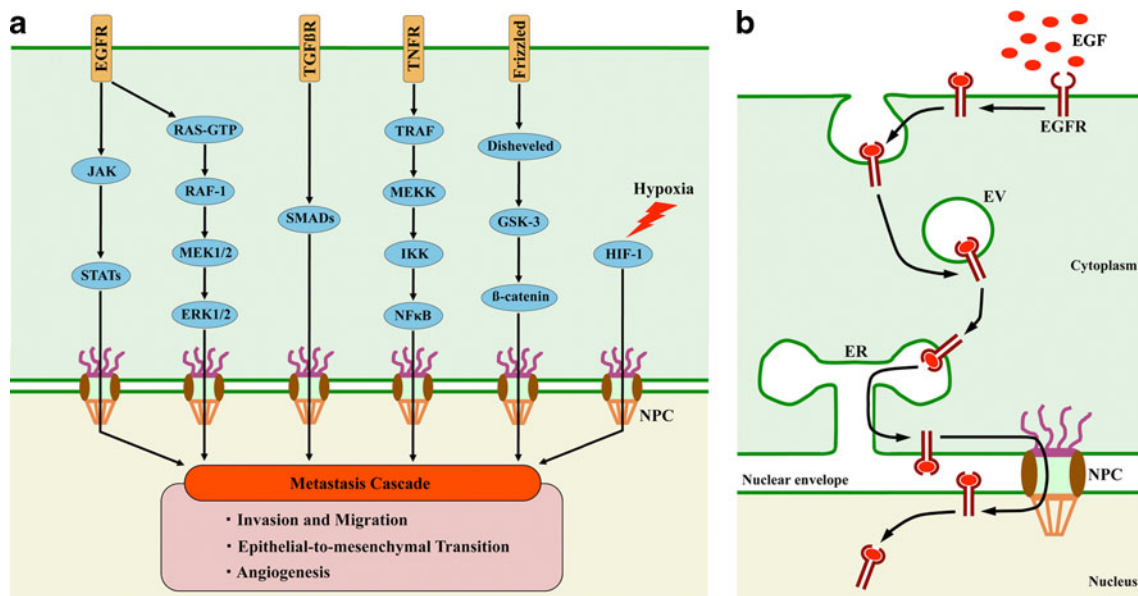 a
EGFR
TGFßR
TNFR
Frizzled
RAS-GTP
TRAF
Disheveled
JAK
RAF-1
MEKK
Hypoxia
SMADs
GSK-3
MEK1/2
IKK
HIF-1
STATs
ß-catenin
ERK1/2
NFκB
NPC
Metastasis Cascade
· Invasion and Migration
· Epithelial-to-mesenchymal Transition
· Angiogenesis
b
EGF
EGFR
EV
Cytoplasm
ER
NPC
Nuclear envelope
Nucleus